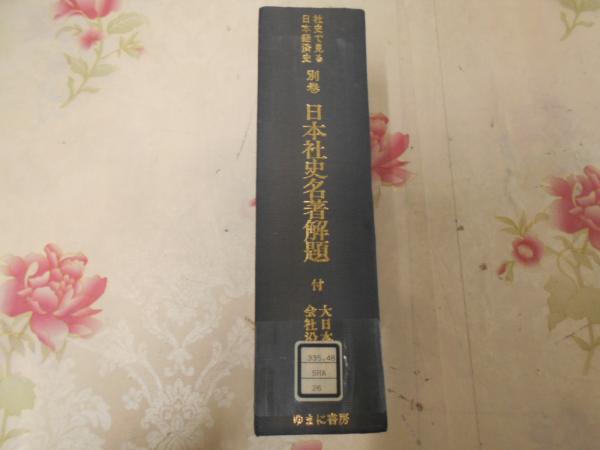 社史で見る
日本経済史
別巻
日本社史名著解題
付
大日本
会社沿
335.48
SHA
26
ゆまに書房